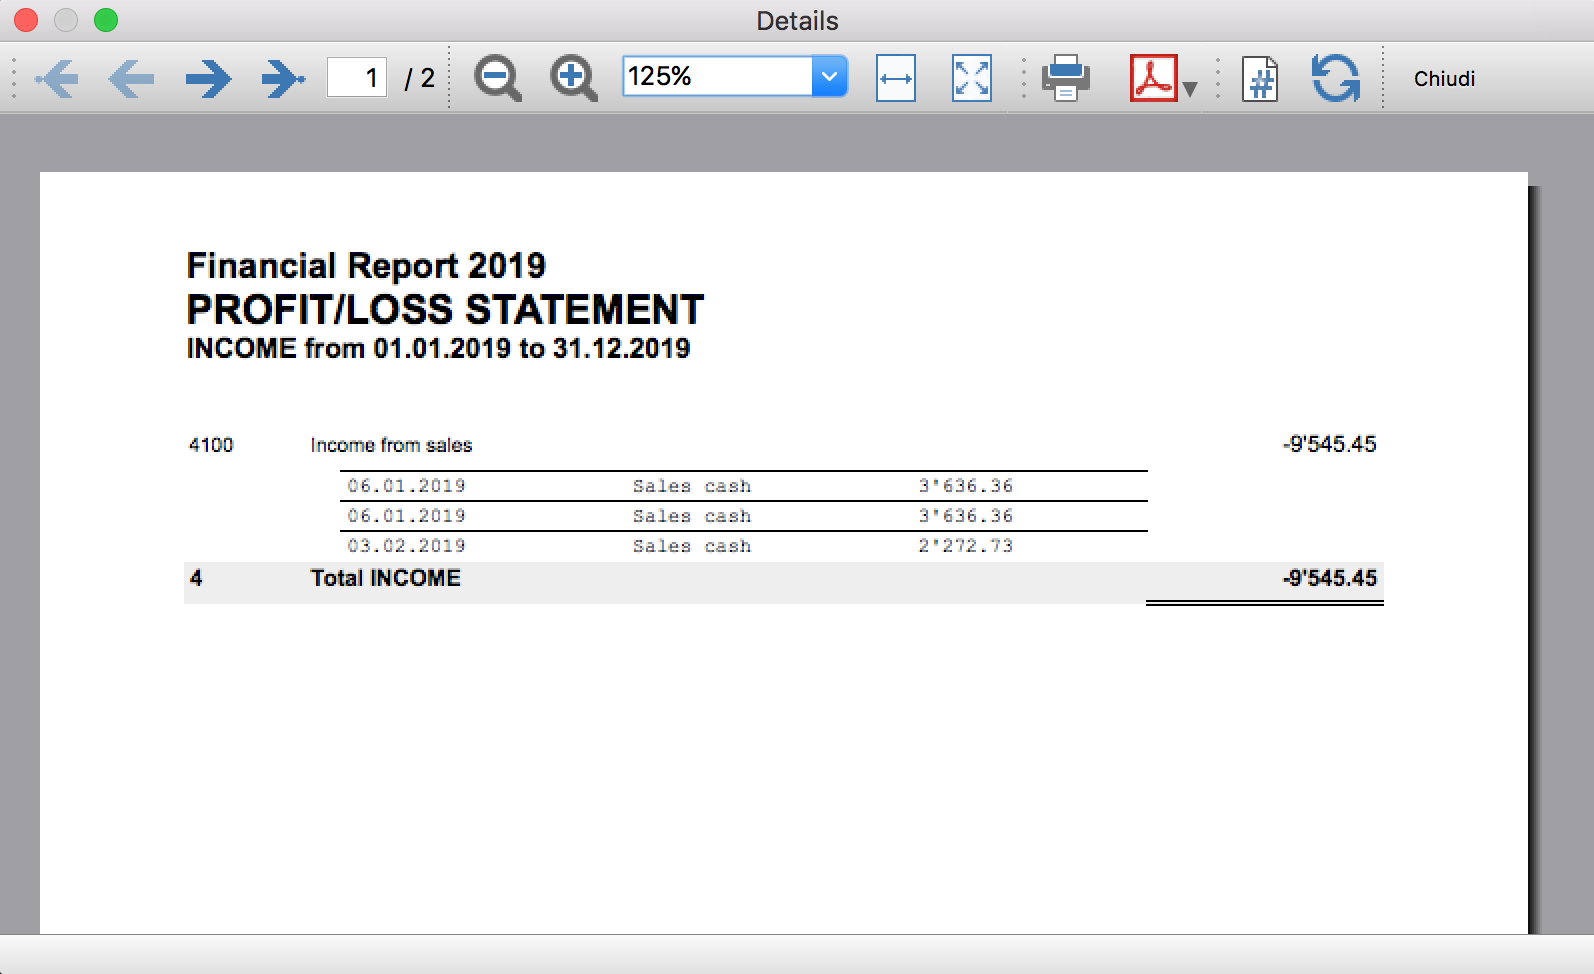 Details
1 / 2 125% Chiudi
Financial Report 2019
PROFIT/LOSS STATEMENT
INCOME from 01.01.2019 to 31.12.2019
4100 Income from sales -9'545.45
06.01.2019 Sales cash 3'636.36
06.01.2019 Sales cash 3'636.36
03.02.2019 Sales cash 2'272.73
4 Total INCOME -9'545.45